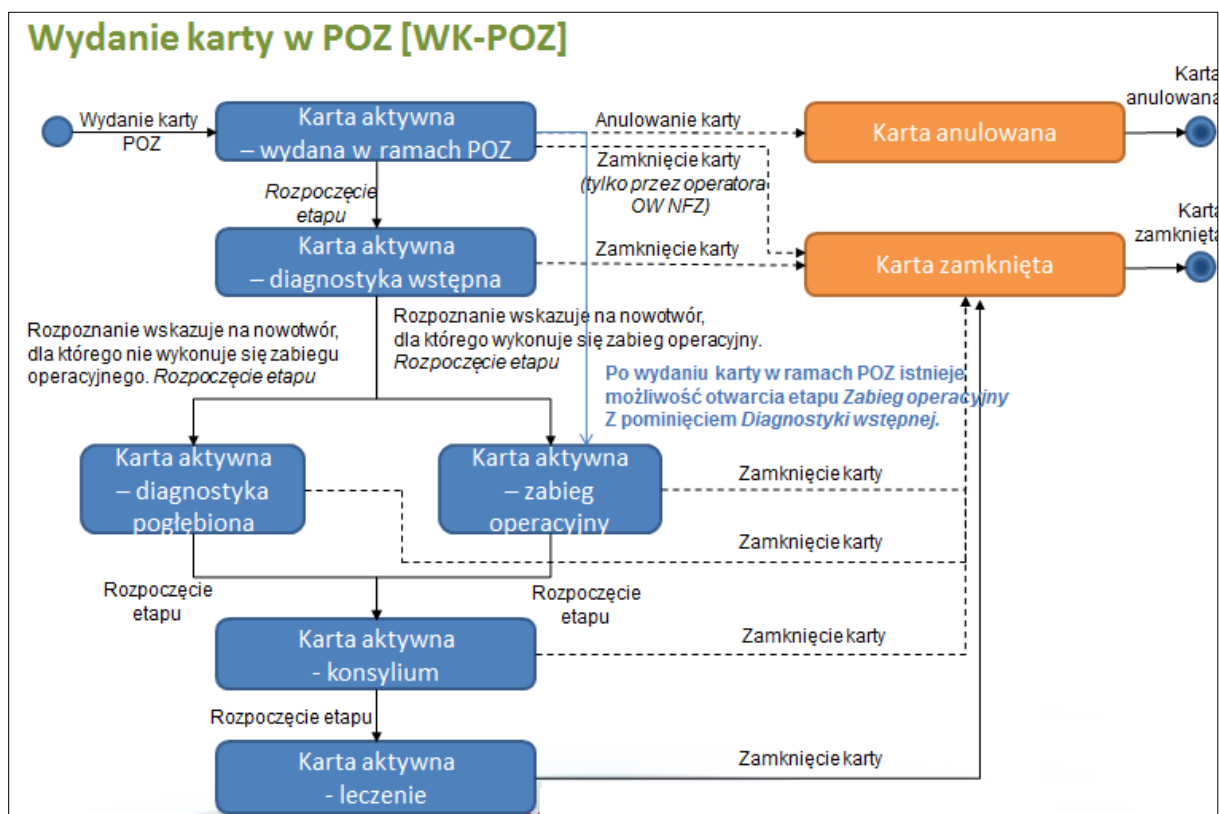 Wydanie karty w POZ [WK-POZ]
Karta
anulowana
Wydanie karty
POZ
Karta aktywna
– wydana w ramach POZ
Anulowanie karty
Karta anulowana
Zamknięcie karty
(tylko przez operatora
OW NFZ)
Rozpoczęcie
etapu
Karta
zamknięta
Karta aktywna
– diagnostyka wstępna
Zamknięcie karty
Karta zamknięta
Rozpoznanie wskazuje na nowotwór,
dla którego nie wykonuje się zabiegu
operacyjnego. Rozpoczęcie etapu
Rozpoznanie wskazuje na nowotwór,
dla którego wykonuje się zabieg operacyjny.
Rozpoczęcie etapu
Po wydaniu karty w ramach POZ istnieje
możliwość otwarcia etapu Zabieg operacyjny
Z pominięciem Diagnostyki wstępnej.
Karta aktywna
– diagnostyka
pogłębiona
Karta aktywna
– zabieg
operacyjny
Zamknięcie karty
Zamknięcie karty
Rozpoczęcie
etapu
Rozpoczęcie
etapu
Karta aktywna
- konsylium
Zamknięcie karty
Rozpoczęcie etapu
Karta aktywna
- leczenie
Zamknięcie karty